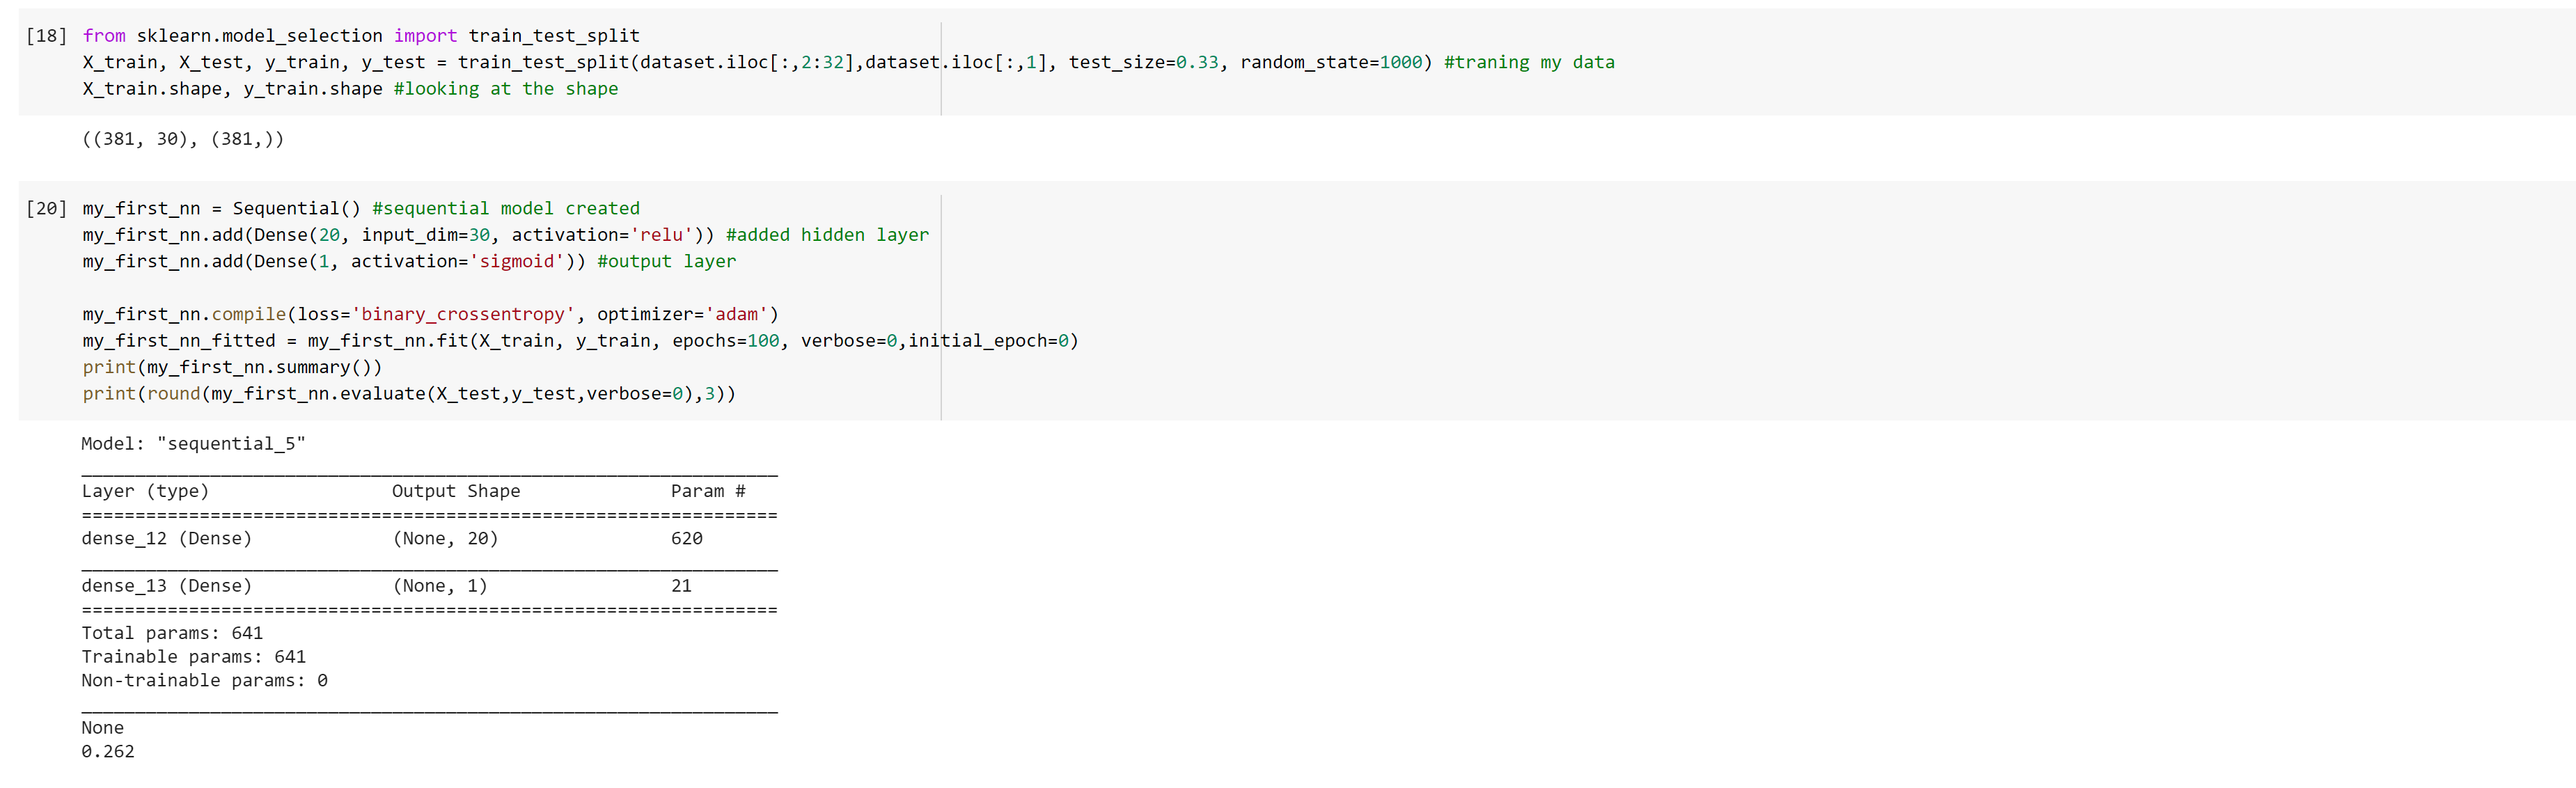 [18] from sklearn.model_selection import train_test_split
X_train, X_test, y_train, y_test = train_test_split(dataset.iloc[:,2:32],dataset.iloc[:,1], test_size=0.33, random_state=1000) #traning my data
X_train.shape, y_train.shape #looking at the shape
((381, 30), (381,))
[20] my_first_nn = Sequential() #sequential model created
my_first_nn.add(Dense(20, input_dim=30, activation='relu')) #added hidden layer
my_first_nn.add(Dense(1, activation='sigmoid')) #output layer
my_first_nn.compile(loss='binary_crossentropy', optimizer='adam')
my_first_nn_fitted = my_first_nn.fit(X_train, y_train, epochs=100, verbose=0,initial_epoch=0)
print(my_first_nn.summary())
print(round(my_first_nn.evaluate(X_test,y_test,verbose=0),3))
Model: "sequential_5"
_________________________________________________________________
Layer (type)                 Output Shape              Param #
=================================================================
dense_12 (Dense)             (None, 20)                620
_________________________________________________________________
dense_13 (Dense)             (None, 1)                 21
=================================================================
Total params: 641
Trainable params: 641
Non-trainable params: 0
_________________________________________________________________
None
0.262